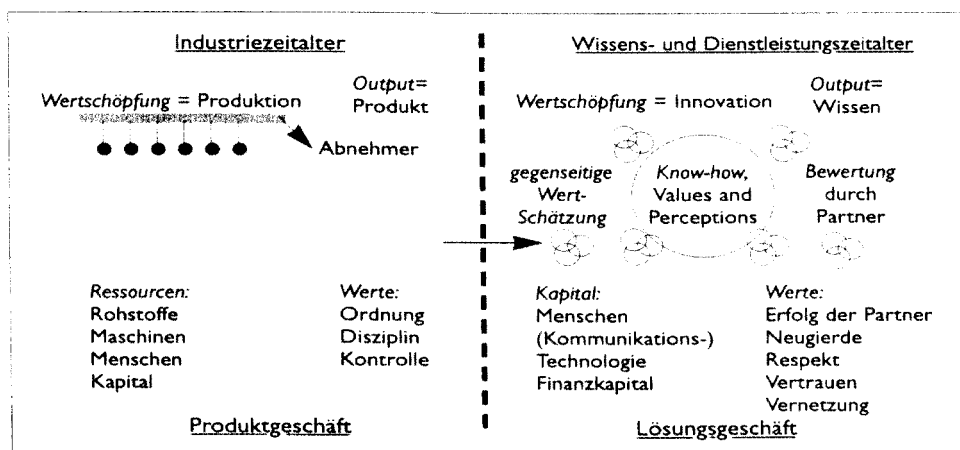 Industriezeitalter
Output=
Wertschöpfung = Produktion
Produkt
Abnehmer
Ressourcen:
Rohstoffe
Maschinen
Menschen
Kapital
Werte:
Ordnung
Disziplin
Kontrolle
Produktgeschäft
Wissens- und Dienstleistungszeitalter
Output=
Wertschöpfung = Innovation
Wissen
gegenseitige
Wert-
Schätzung
Know-how,
Values and
Perceptions
Bewertung
durch
Partner
Kapital:
Menschen
(Kommunikations-)
Technologie
Finanzkapital
Werte:
Erfolg der Partner
Neugierde
Respekt
Vertrauen
Vernetzung
Lösungsgeschäft